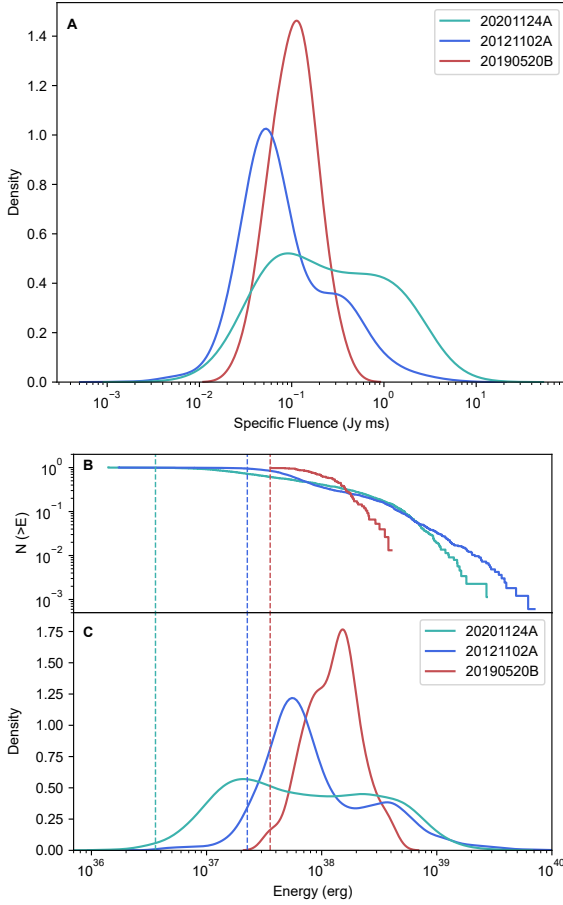 A
20201124A
20121102A
20190520B
1.4
1.2
1.0
0.8
0.6
0.4
0.2
0.0
Density
10⁻³ 10⁻² 10⁻¹ 10⁰ 10¹
Specific Fluence (Jy ms)
B
10⁰
10⁻¹
10⁻²
10⁻³
N (>E)
C
20201124A
20121102A
20190520B
1.75
1.50
1.25
1.00
0.75
0.50
0.25
0.00
Density
10³⁶ 10³⁷ 10³⁸ 10³⁹ 10⁴⁰
Energy (erg)